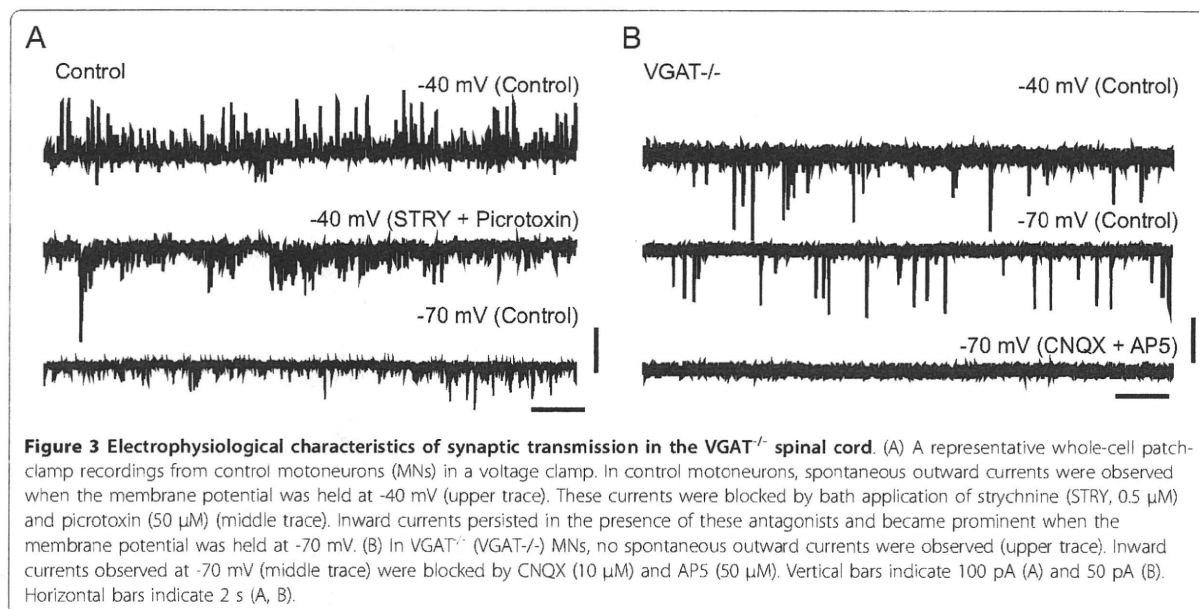 A
Control
-40 mV (Control)
-40 mV (STRY + Picrotoxin)
-70 mV (Control)
B
VGAT-/-
-40 mV (Control)
-70 mV (Control)
-70 mV (CNQX + AP5)
Figure 3 Electrophysiological characteristics of synaptic transmission in the VGAT-/- spinal cord. (A) A representative whole-cell patch-
clamp recordings from control motoneurons (MNs) in a voltage clamp. In control motoneurons, spontaneous outward currents were observed
when the membrane potential was held at -40 mV (upper trace). These currents were blocked by bath application of strychnine (STRY, 0.5 μM)
and picrotoxin (50 μM) (middle trace). Inward currents persisted in the presence of these antagonists and became prominent when the
membrane potential was held at -70 mV. (B) In VGAT-/- (VGAT-/-) MNs, no spontaneous outward currents were observed (upper trace). Inward
currents observed at -70 mV (middle trace) were blocked by CNQX (10 μM) and AP5 (50 μM). Vertical bars indicate 100 pA (A) and 50 pA (B).
Horizontal bars indicate 2 s (A, B).